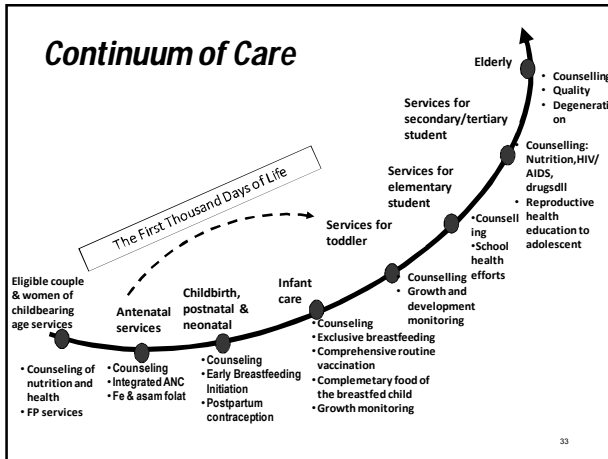 Continuum of Care
The First Thousand Days of Life
Eligible couple
& women of
childbearing
age services
• Counseling of
nutrition and
health
• FP services
Antenatal
services
• Counseling
• Integrated ANC
• Fe & asam folat
Childbirth,
postnatal &
neonatal
• Counseling
• Early Breastfeeding
Initiation
• Postpartum
contraception
Infant
care
• Counseling
• Exclusive breastfeeding
• Comprehensive routine
vaccination
• Complemetary food of
the breastfed child
• Growth monitoring
Services for
toddler
Counselling
• Growth and
development
monitoring
Services for
elementary
student
•Counsell
ing
•School
health
efforts
Services for
secondary/tertiary
student
• Counselling:
Nutrition,HIV/
AIDS,
drugsdll
• Reproductive
health
education to
adolescent
Elderly
• Counselling
• Quality
• Degenerati
on
33